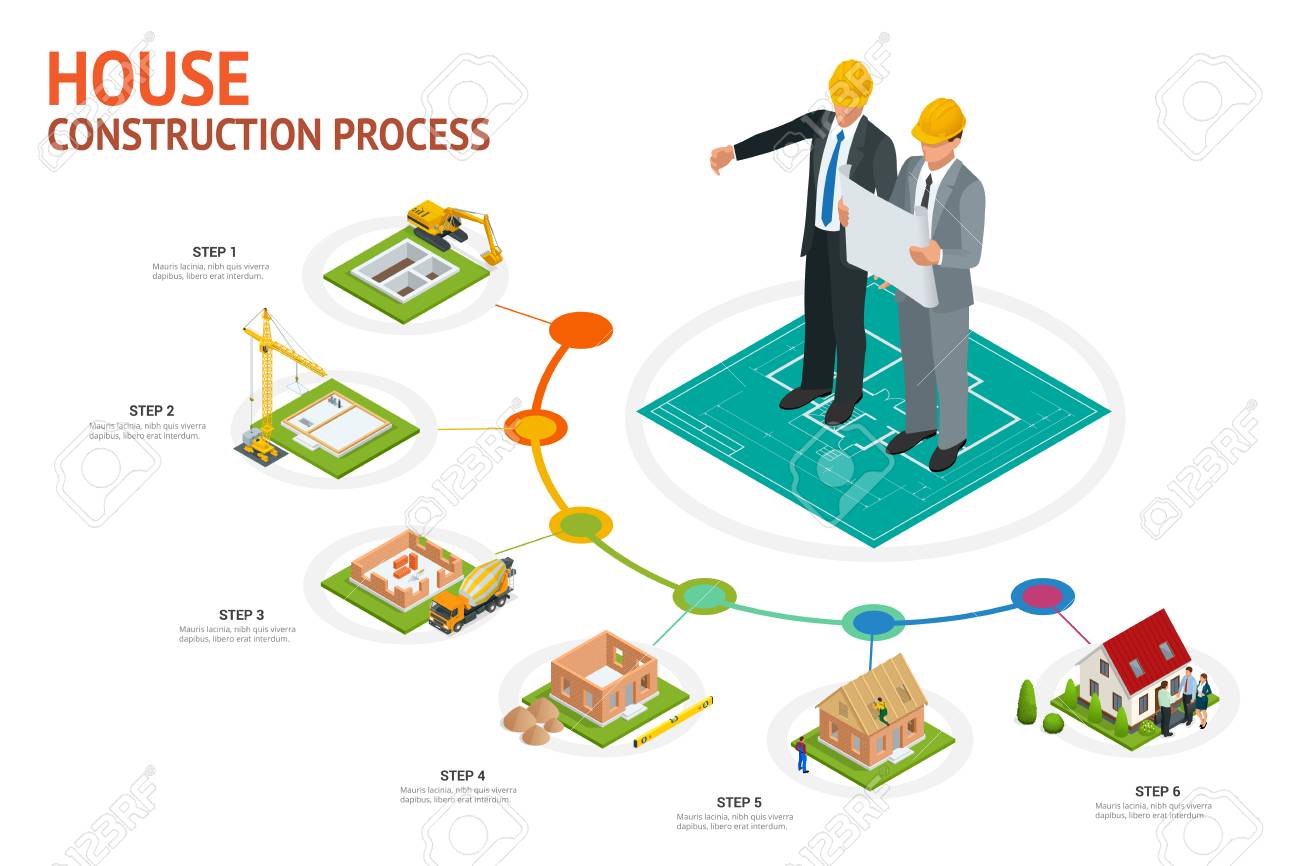 HOUSE
CONSTRUCTION PROCESS
STEP 1
Mauris lacinia, nibh quis viverra
dapibus, libero erat interdum.
STEP 2
Mauris lacinia, nibh quis viverra
dapibus, libero erat interdum.
STEP 3
Mauris lacinia, nibh quis viverra
dapibus, libero erat interdum.
STEP 4
Mauris lacinia, nibh quis viverra
dapibus, libero erat interdum.
STEP 5
Mauris lacinia, nibh quis viverra
dapibus, libero erat interdum.
STEP 6
Mauris lacinia, nibh quis viverra
dapibus, libero erat interdum.
123RF